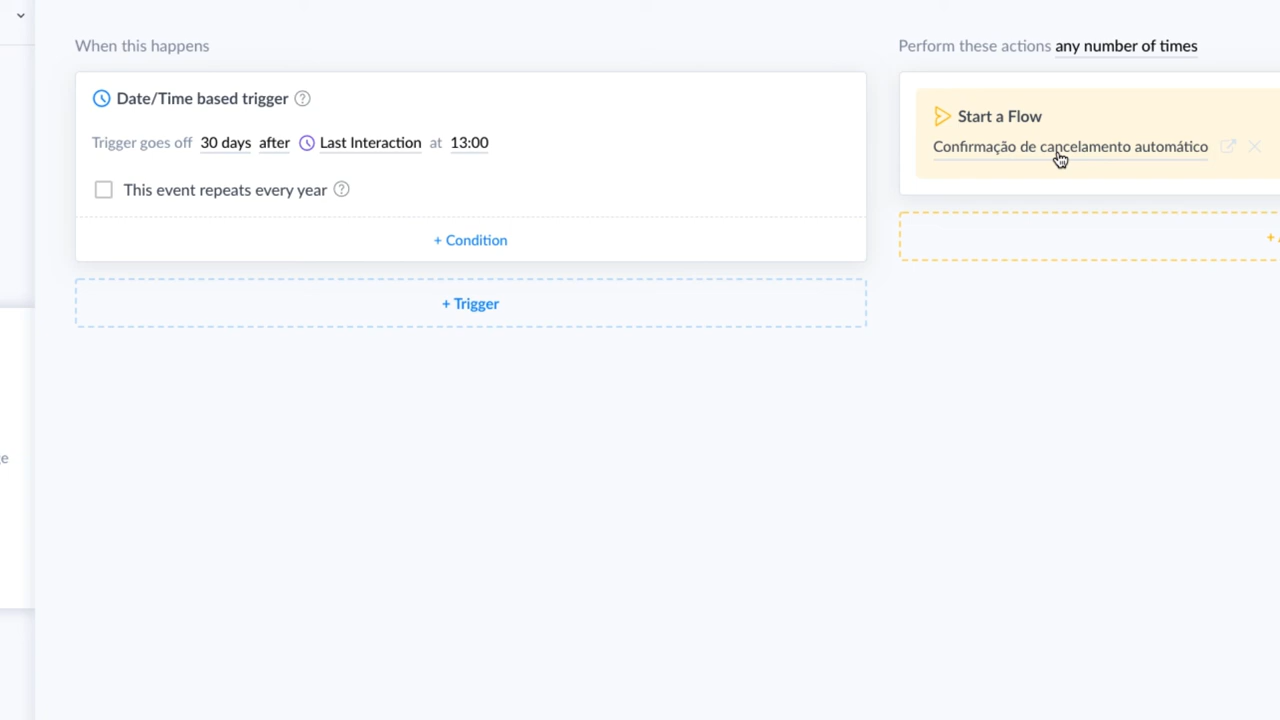 When this happens
Perform these actions any number of times
Date/Time based trigger
Trigger goes off 30 days after Last Interaction at 13:00
This event repeats every year
+ Condition
+ Trigger
Start a Flow
Confirmação de cancelamento automático
+